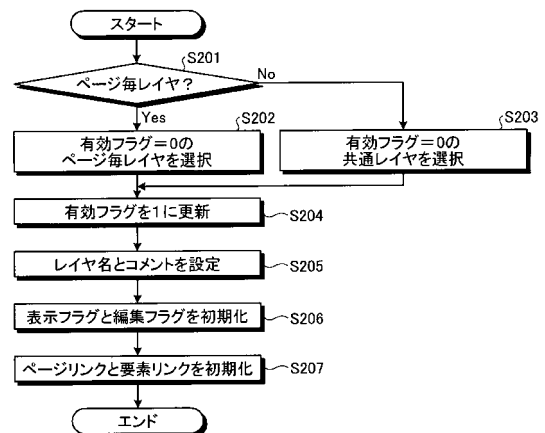 スタート
S201
ページ毎レイヤ？
No
Yes
S202
有効フラグ＝0の
ページ毎レイヤを選択
S203
有効フラグ＝0の
共通レイヤを選択
有効フラグを1に更新
S204
レイヤ名とコメントを設定
S205
表示フラグと編集フラグを初期化
S206
ページリンクと要素リンクを初期化
S207
エンド